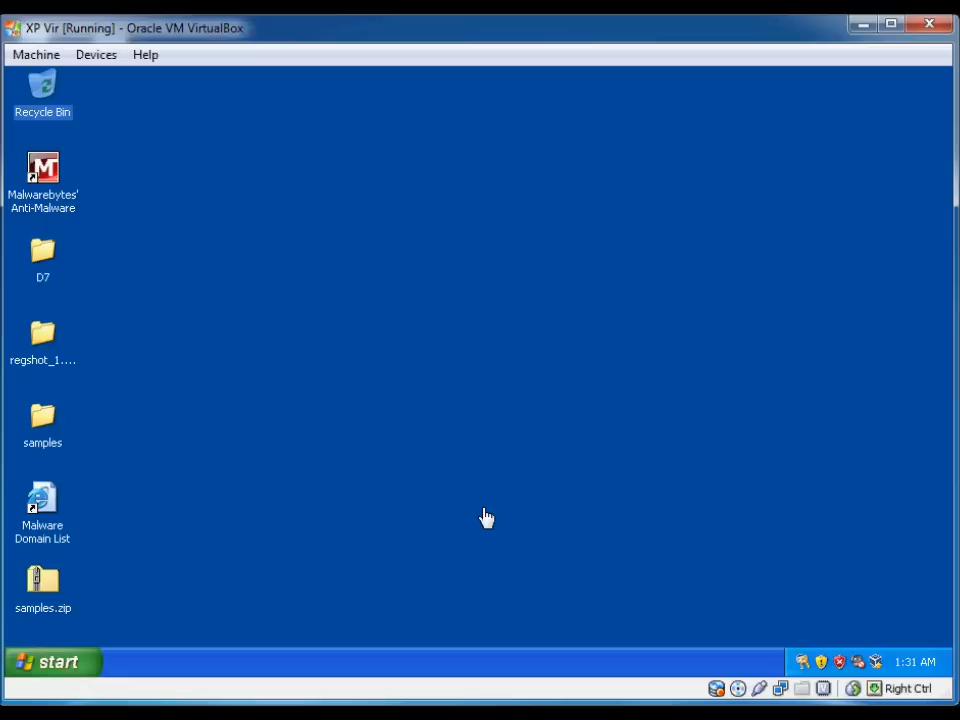 XP Vir [Running] - Oracle VM VirtualBox
Machine Devices Help
Recycle Bin
Malwarebytes'
Anti-Malware
D7
regshot_1....
samples
Malware
Domain List
samples.zip
start
1:31 AM
Right Ctrl